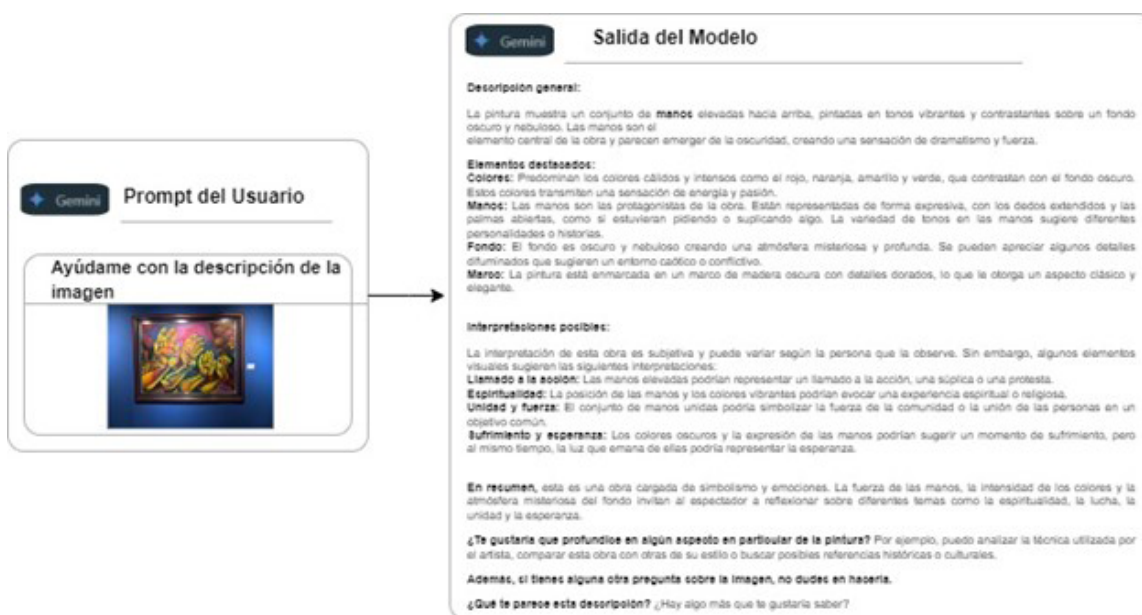 Gemini
Prompt del Usuario
Ayúdame con la descripción de la
imagen
Gemini
Salida del Modelo
Descripción general:
La pintura muestra un conjunto de manos elevadas hacia arriba, pintadas en tonos vibrantes y contrastantes sobre un fondo
oscuro y nebuloso. Las manos son el
elemento central de la obra y parecen emerger de la oscuridad, creando una sensación de dramatismo y fuerza.
Elementos destacados:
Colores: Predominan los colores cálidos y intensos como el rojo, naranja, amarillo y verde, que contrastan con el fondo oscuro.
Estos colores transmiten una sensación de energía y pasión.
Manos: Las manos son las protagonistas de la obra. Están representadas de forma expresiva, con los dedos extendidos y las
palmas abiertas, como si estuvieran pidiendo o suplicando algo. La variedad de tonos en las manos sugiere diferentes
personalidades o historias.
Fondo: El fondo es oscuro y nebuloso creando una atmósfera misteriosa y profunda. Se pueden apreciar algunos detalles
difuminados que sugieren un entorno caótico o conflictivo.
Marco: La pintura está enmarcada en un marco de madera oscura con detalles dorados, lo que le otorga un aspecto clásico y
elegante.
Interpretaciones posibles:
La interpretación de esta obra es subjetiva y puede variar según la persona que la observe. Sin embargo, algunos elementos
visuales sugieren las siguientes interpretaciones:
Llamado a la acción: Las manos elevadas podrían representar un llamado a la acción, una súplica o una protesta.
Espiritualidad: La posición de las manos y los colores vibrantes podrían evocar una experiencia espiritual o religiosa.
Unidad y fuerza: El conjunto de manos unidas podría simbolizar la fuerza de la comunidad o la unión de las personas en un
objetivo común.
Sufrimiento y esperanza: Los colores oscuros y la expresión de las manos podrían sugerir un momento de sufrimiento, pero
al mismo tiempo, la luz que emana de ellas podría representar la esperanza.
En resumen, esta es una obra cargada de simbolismo y emociones. La fuerza de las manos, la intensidad de los colores y la
atmósfera misteriosa del fondo invitan al espectador a reflexionar sobre diferentes temas como la espiritualidad, la lucha, la
unidad y la esperanza.
¿Te gustaría que profundice en algún aspecto en particular de la pintura? Por ejemplo, puedo analizar la técnica utilizada por
el artista, comparar esta obra con otras de su estilo o buscar posibles referencias históricas o culturales.
Además, si tienes alguna otra pregunta sobre la imagen, no dudes en hacerla.
¿Qué te parece esta descripción? ¿Hay algo más que te gustaría saber?